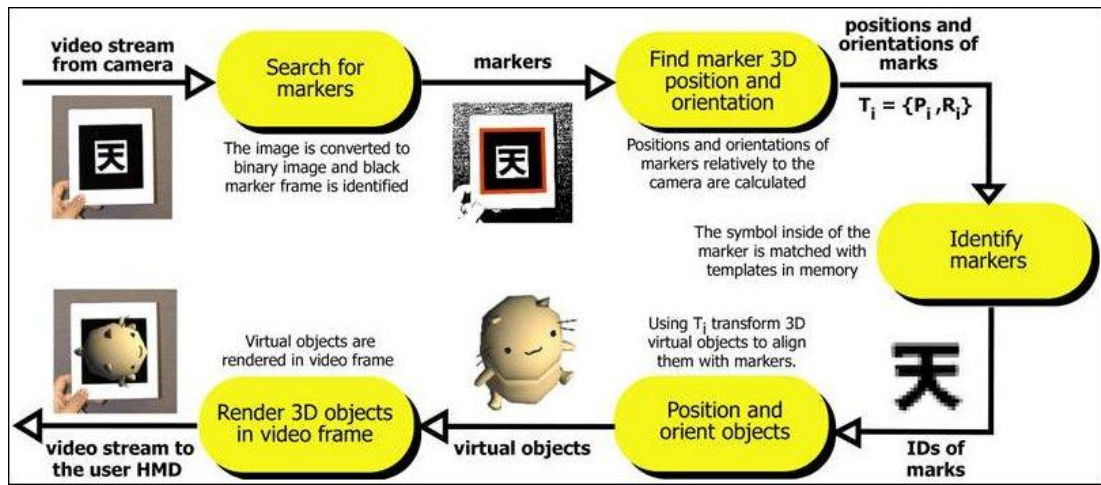 video stream
from camera
天
Search for
markers
The image is converted to
binary image and black
marker frame is identified
markers
天
Find marker 3D
position and
orientation
Positions and orientations of
markers relatively to the
camera are calculated
positions and
orientations of
marks
Tᵢ = {Pᵢ ,Rᵢ}
The symbol inside of the
marker is matched with
templates in memory
Identify
markers
天
IDs of
marks
Using Tᵢ transform 3D
virtual objects to align
them with markers.
Position and
orient objects
virtual objects
Virtual objects are
rendered in video frame
Render 3D objects
in video frame
video stream to
the user HMD